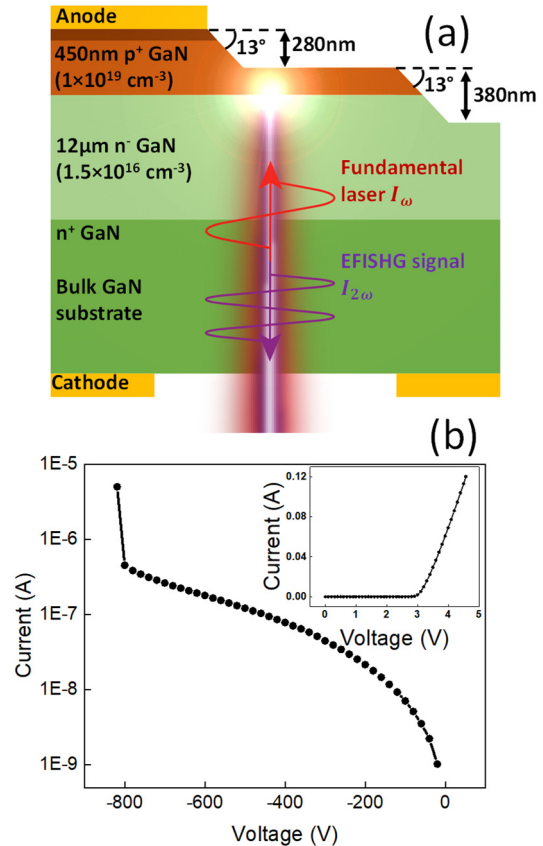 Anode
(a)
13°
280nm
450nm p⁺ GaN
(1×10¹⁹ cm⁻³)
13°
380nm
12μm n⁻ GaN
(1.5×10¹⁶ cm⁻³)
Fundamental
laser I_ω
n⁺ GaN
EFISHG signal
I_2ω
Bulk GaN
substrate
Cathode
(b)
1E-5
1E-6
1E-7
1E-8
1E-9
Current (A)
-800
-600
-400
-200
0
Voltage (V)
0.12
0.08
0.04
0.00
Current (A)
0
1
2
3
4
5
Voltage (V)